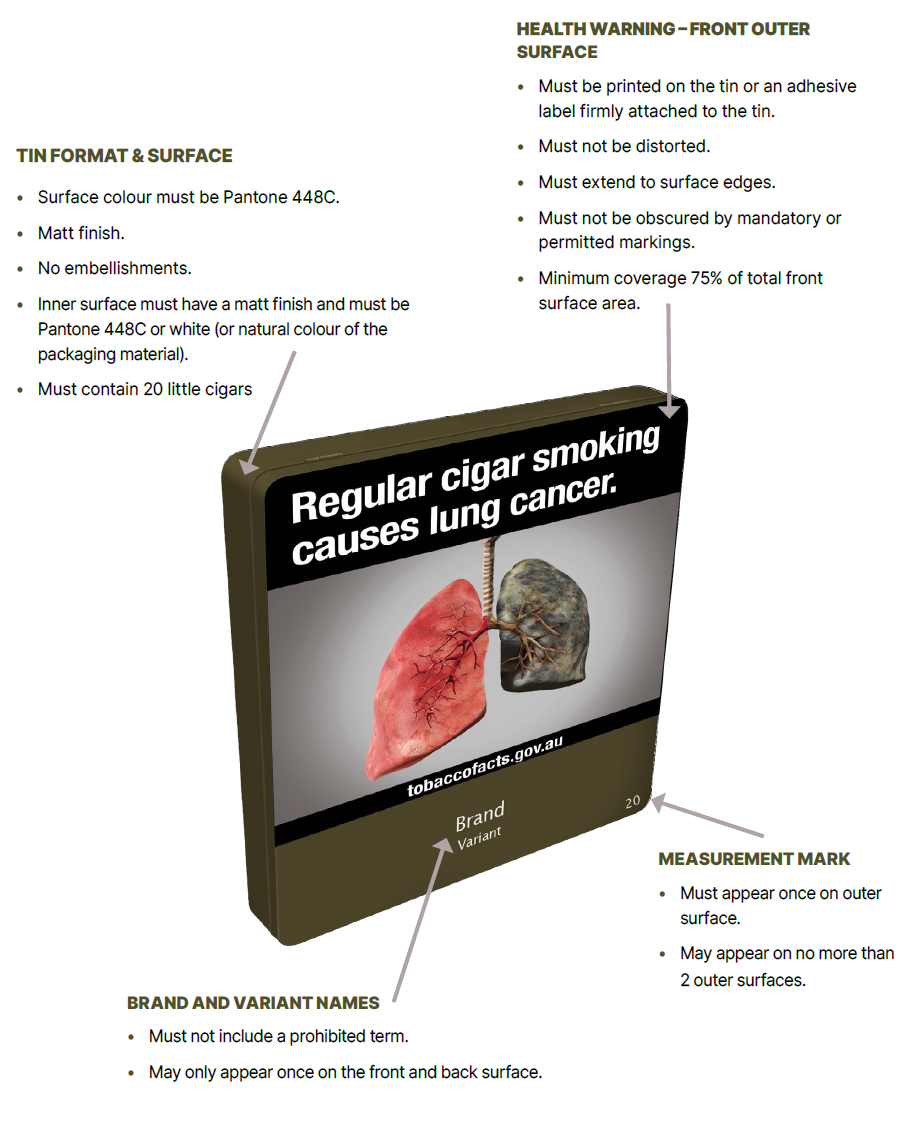 HEALTH WARNING – FRONT OUTER
SURFACE
• Must be printed on the tin or an adhesive
label firmly attached to the tin.
• Must not be distorted.
• Must extend to surface edges.
• Must not be obscured by mandatory or
permitted markings.
• Minimum coverage 75% of total front
surface area.
TIN FORMAT & SURFACE
• Surface colour must be Pantone 448C.
• Matt finish.
• No embellishments.
• Inner surface must have a matt finish and must be
Pantone 448C or white (or natural colour of the
packaging material).
• Must contain 20 little cigars
Regular cigar smoking
causes lung cancer.
tobaccofacts.gov.au
Brand
Variant
20
MEASUREMENT MARK
• Must appear once on outer
surface.
• May appear on no more than
2 outer surfaces.
BRAND AND VARIANT NAMES
• Must not include a prohibited term.
• May only appear once on the front and back surface.